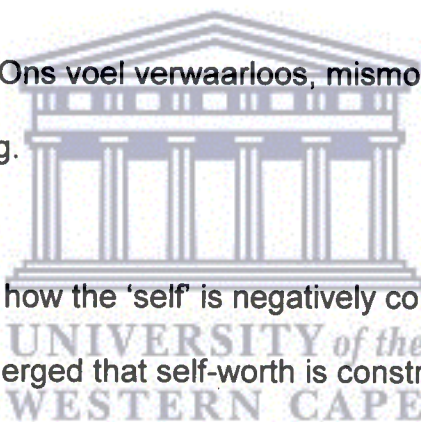 Ons voel verwaarloos, mismo
g.
how the 'self' is negatively co
UNIVERSITY of the
erged that self-worth is constr
WESTERN CAPE